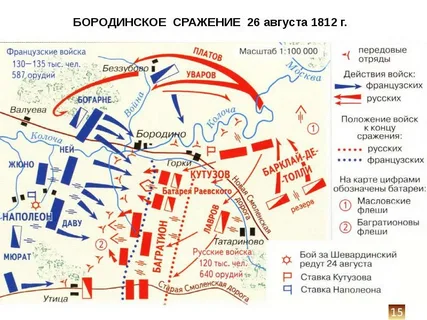 БОРОДИНСКОЕ СРАЖЕНИЕ 26 августа 1812 г.
Французские войска
130—135 тыс. чел.
587 орудий
Масштаб 1:100 000
ПЛАТОВ
УВАРОВ
Беззубово
Москва
БОГАРНЕ
Война
Валуева
Колоча
Колоча
Бородино
НЕЙ
Горки
ЖЮНО
КУТУЗОВ
Батарея Раевского
БАРКЛАЙ-ДЕ-ТОЛЛИ
Новая Смоленская дорога
резерв
НАПОЛЕОН
ДАВУ
БАГРАТИОН
ЛАВРОВ
Татариново
МЮРАТ
Русские войска
120 тыс. чел.
640 орудий
Утица
Старая Смоленская дорога
1
2
передовые
отряды
Действия войск:
французских
русских
Положение войск
к концу
сражения:
русских
французских
На карте цифрами
обозначены батареи:
1 Масловские
флеши
2 Багратионовы
флеши
Бой за Шевардинский
редут 24 августа
Ставка Кутузова
Ставка Наполеона
15